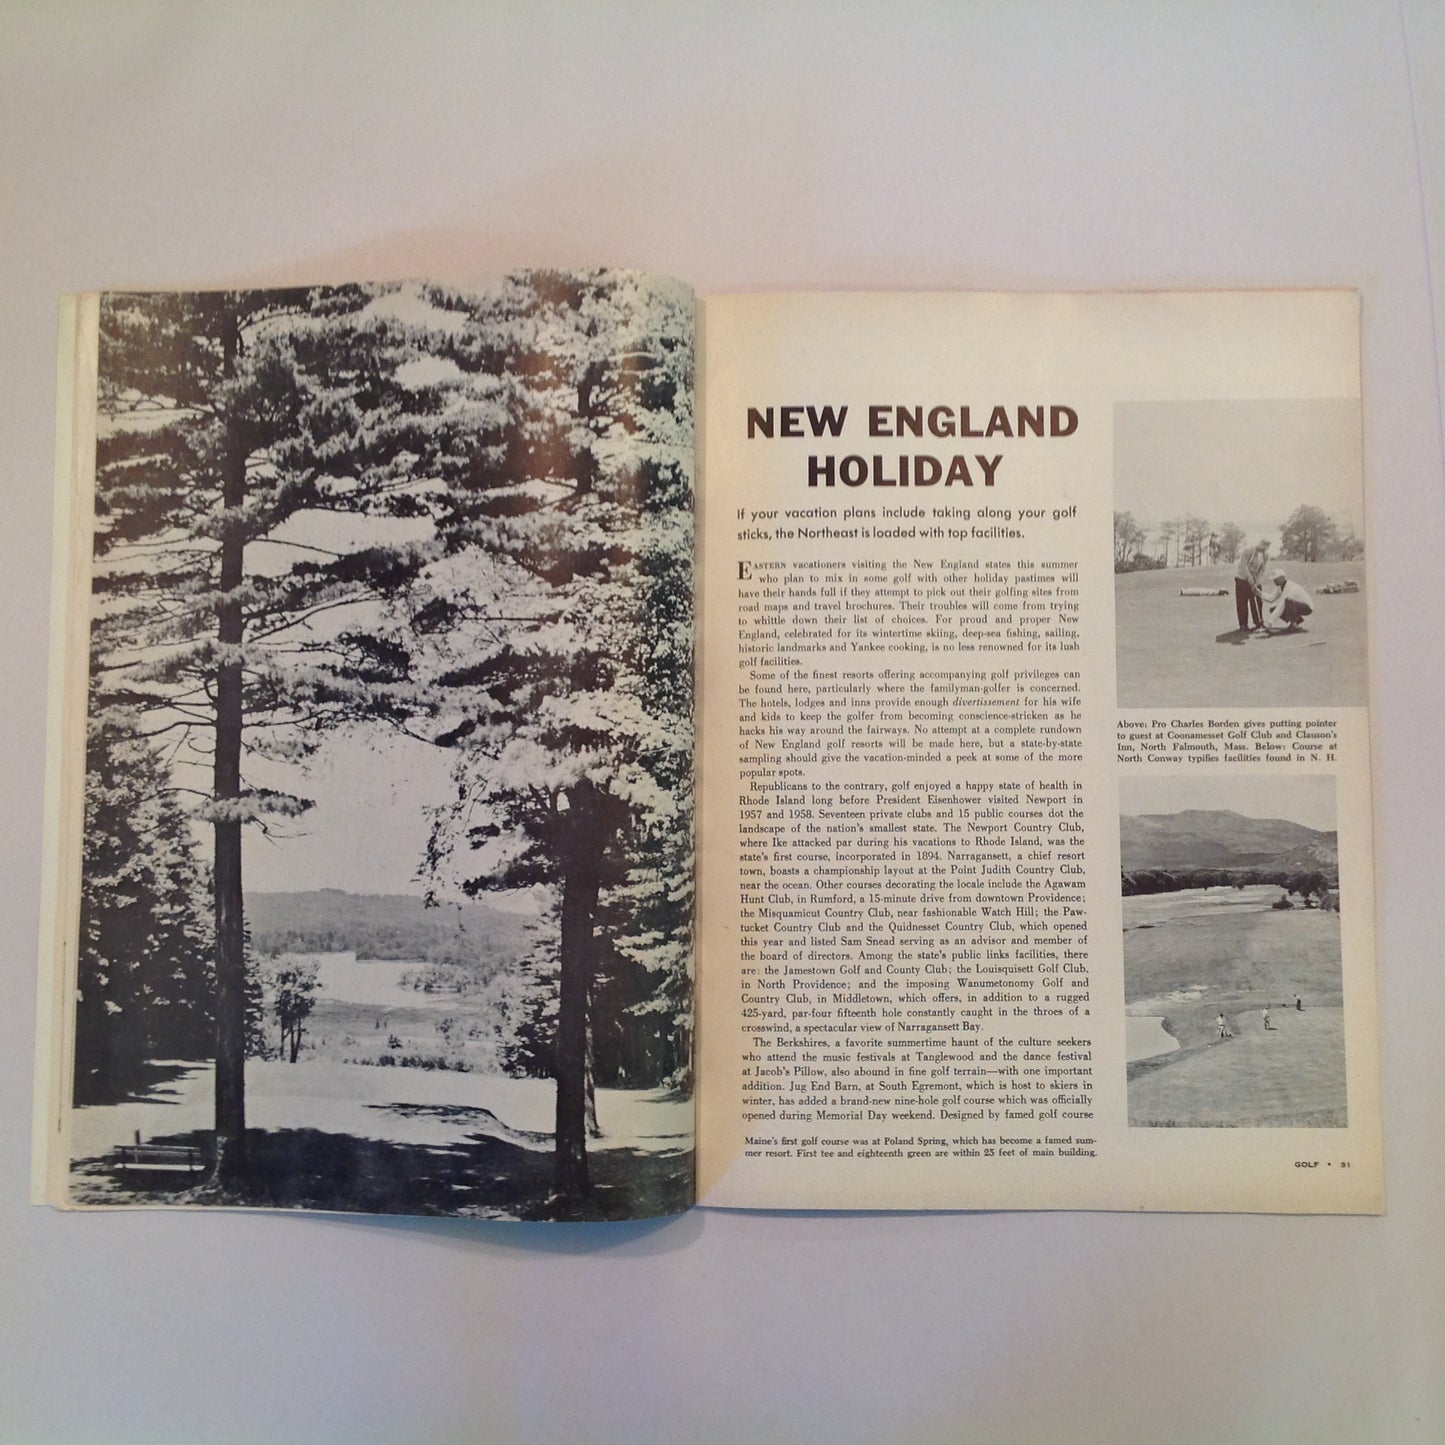 NEW ENGLAND
HOLIDAY
If your vacation plans include taking along your golf
sticks, the Northeast is loaded with top facilities.
EASTERN vacationers visiting the New England states this summer
who plan to mix in some golf with other holiday pastimes will
have their hands full if they attempt to pick out their golfing sites from
road maps and travel brochures. Their troubles will come from trying
to whittle down their list of choices. For proud and proper New
England, celebrated for its wintertime skiing, deep-sea fishing, sailing,
historic landmarks and Yankee cooking, is no less renowned for its lush
golf facilities.
Some of the finest resorts offering accompanying golf privileges can
be found here, particularly where the familyman-golfer is concerned.
The hotels, lodges and inns provide enough divertissement for his wife
and kids to keep the golfer from becoming conscience-stricken as he
hacks his way around the fairways. No attempt at a complete rundown
of New England golf resorts will be made here, but a state-by-state
sampling should give the vacation-minded a peek at some of the more
popular spots.
Republicans to the contrary, golf enjoyed a happy state of health in
Rhode Island long before President Eisenhower visited Newport in
1957 and 1958. Seventeen private clubs and 15 public courses dot the
landscape of the nation's smallest state. The Newport Country Club,
where Ike attacked par during his vacations to Rhode Island, was the
state's first course, incorporated in 1894. Narragansett, a chief resort
town, boasts a championship layout at the Point Judith Country Club,
near the ocean. Other courses decorating the locale include the Agawam
Hunt Club, in Rumford, a 15-minute drive from downtown Providence;
the Misquamicut Country Club, near fashionable Watch Hill; the Paw-
tucket Country Club and the Quidnesset Country Club, which opened
this year and listed Sam Snead serving as an advisor and member of
the board of directors. Among the state's public links facilities, there
are: the Jamestown Golf and County Club; the Louisquisett Golf Club,
in North Providence; and the imposing Wanumetonomy Golf and
Country Club, in Middletown, which offers, in addition to a rugged
425-yard, par-four fifteenth hole constantly caught in the throes of a
crosswind, a spectacular view of Narragansett Bay.
The Berkshires, a favorite summertime haunt of the culture seekers
who attend the music festivals at Tanglewood and the dance festival
at Jacob's Pillow, also abound in fine golf terrain—with one important
addition. Jug End Barn, at South Egremont, which is host to skiers in
winter, has added a brand-new nine-hole golf course which was officially
opened during Memorial Day weekend. Designed by famed golf course
Maine's first golf course was at Poland Spring, which has become a famed sum-
mer resort. First tee and eighteenth green are within 25 feet of main building.
Above: Pro Charles Borden gives putting pointer
to guest at Coonamesset Golf Club and Clauson's
Inn, North Falmouth, Mass. Below: Course at
North Conway typifies facilities found in N. H.
GOLF • 31